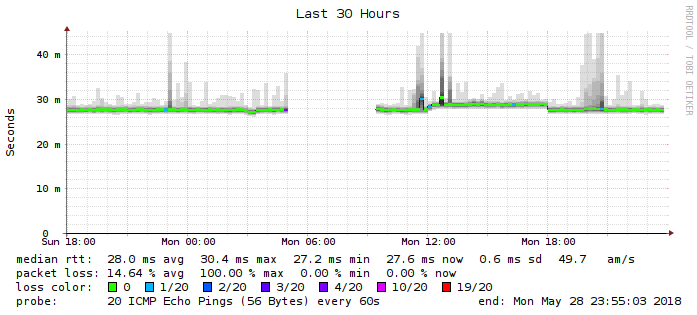 Last 30 Hours
RRDTOOL / TOBI OETIKER
Seconds
40 m
30 m
20 m
10 m
0
Sun 18:00 Mon 00:00 Mon 06:00 Mon 12:00 Mon 18:00
median rtt: 28.0 ms avg 30.4 ms max 27.2 ms min 27.6 ms now 0.6 ms sd 49.7 am/s
packet loss: 14.64 % avg 100.00 % max 0.00 % min 0.00 % now
loss color: 0 1/20 2/20 3/20 4/20 10/20 19/20
probe: 20 ICMP Echo Pings (56 Bytes) every 60s end: Mon May 28 23:55:03 2018